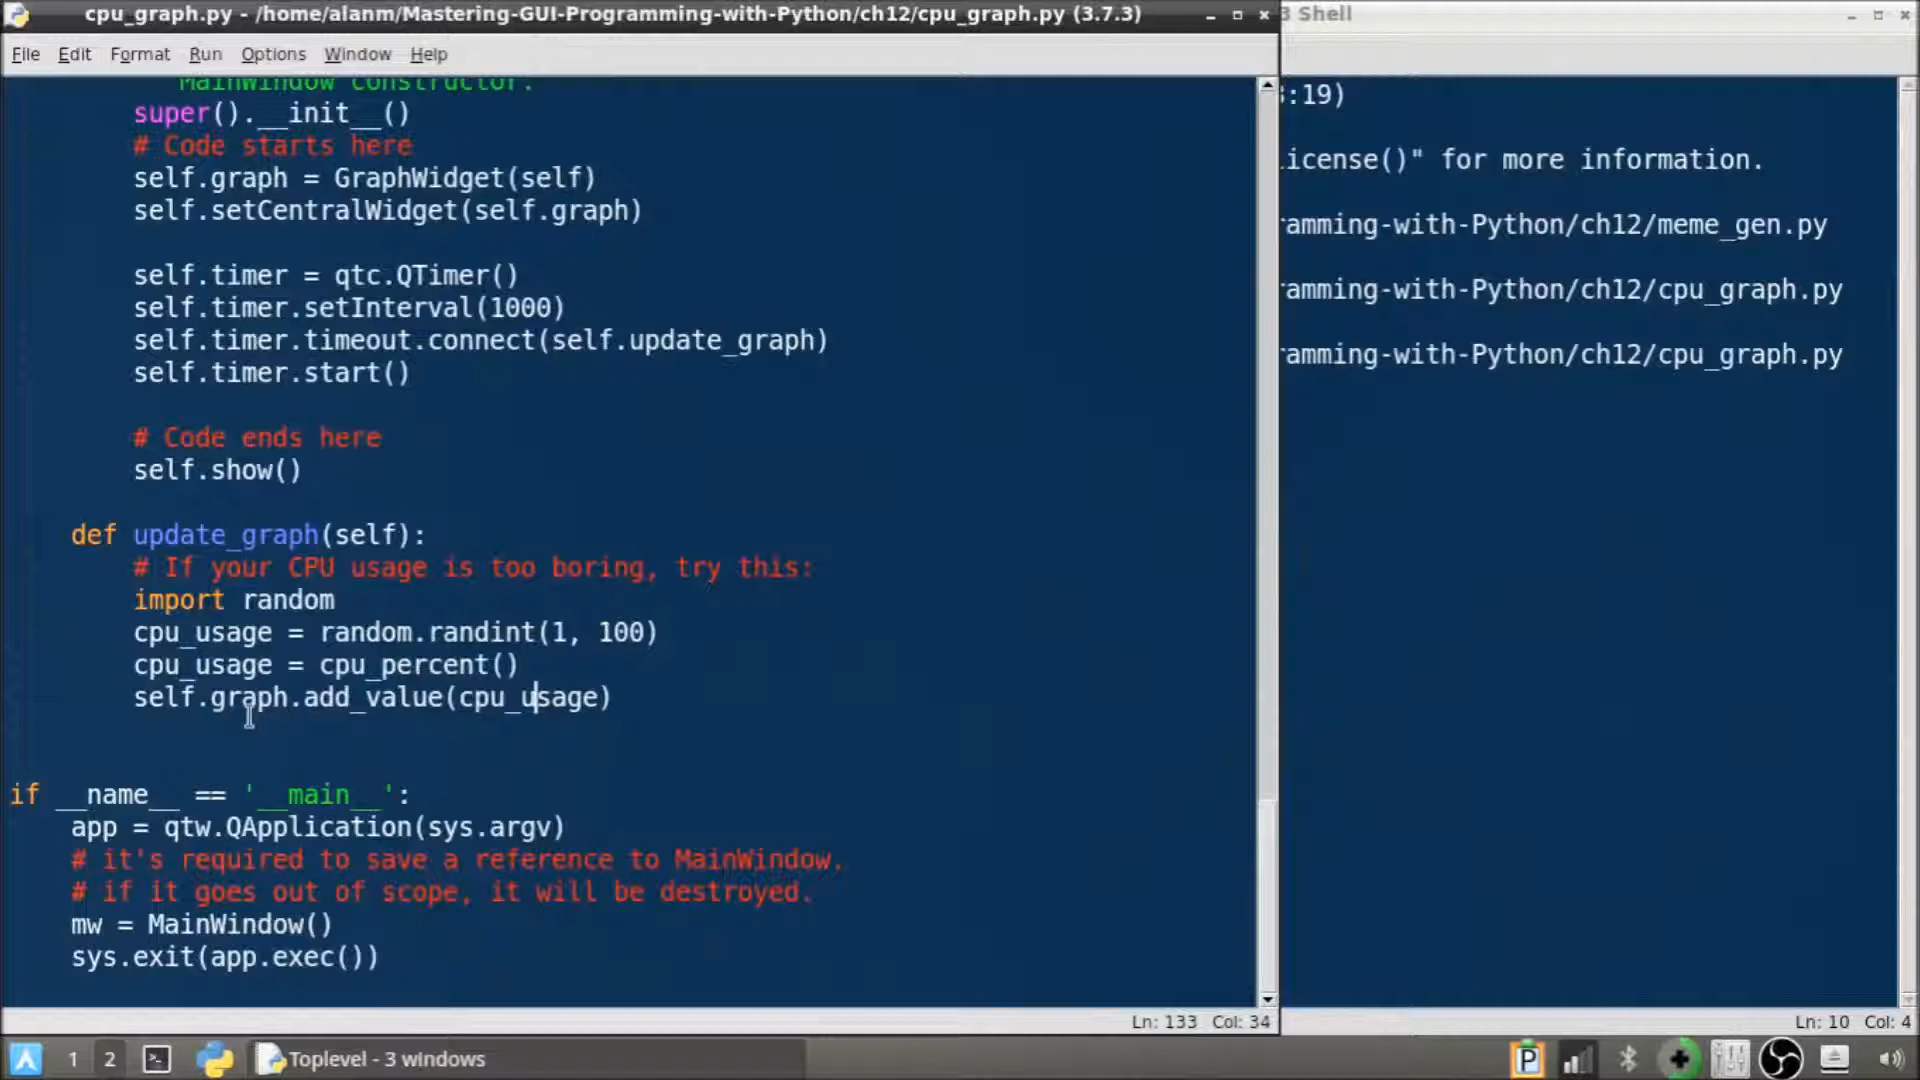 cpu_graph.py - /home/alanm/Mastering-GUI-Programming-with-Python/ch12/cpu_graph.py (3.7.3)
3 Shell
File Edit Format Run Options Window Help
MainWindow constructor.
super().__init__()
# Code starts here
self.graph = GraphWidget(self)
self.setCentralWidget(self.graph)
self.timer = qtc.QTimer()
self.timer.setInterval(1000)
self.timer.timeout.connect(self.update_graph)
self.timer.start()
# Code ends here
self.show()
def update_graph(self):
# If your CPU usage is too boring, try this:
import random
cpu_usage = random.randint(1, 100)
cpu_usage = cpu_percent()
self.graph.add_value(cpu_usage)
if __name__ == '__main__':
app = qtw.QApplication(sys.argv)
# it's required to save a reference to MainWindow.
# if it goes out of scope, it will be destroyed.
mw = MainWindow()
sys.exit(app.exec())
Ln: 133 Col: 34
:19)
icense()" for more information.
ramming-with-Python/ch12/meme_gen.py
ramming-with-Python/ch12/cpu_graph.py
ramming-with-Python/ch12/cpu_graph.py
Ln: 10 Col: 4
1 2 Toplevel - 3 windows